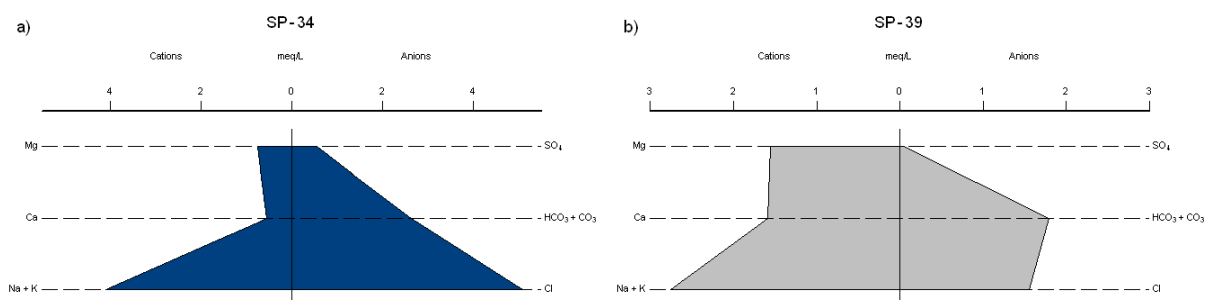 a)
SP-34
Cations meq/L Anions
4 2 0 2 4
Mg SO₄
Ca HCO₃ + CO₃
Na + K Cl
b)
SP-39
Cations meq/L Anions
3 2 1 0 1 2 3
Mg SO₄
Ca HCO₃ + CO₃
Na + K Cl